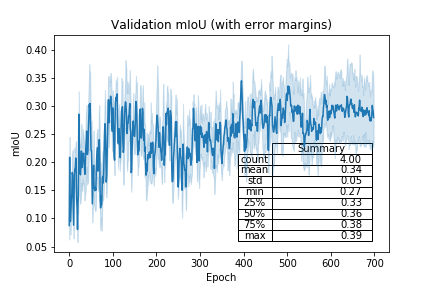 Validation mIoU (with error margins)
0.40
0.35
0.30
0.25
0.20
0.15
0.10
0.05
mIoU
Summary
count 4.00
mean 0.34
std 0.05
min 0.27
25% 0.33
50% 0.36
75% 0.38
max 0.39
0 100 200 300 400 500 600 700
Epoch